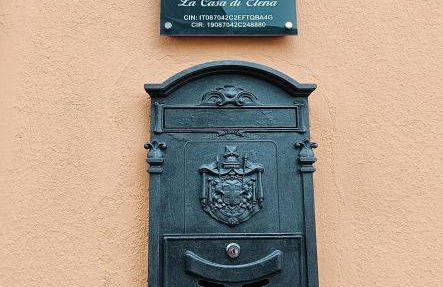 La Casa di Elena
CIN: IT087042C2EFTQBA4G
CIR: 19087042C248880